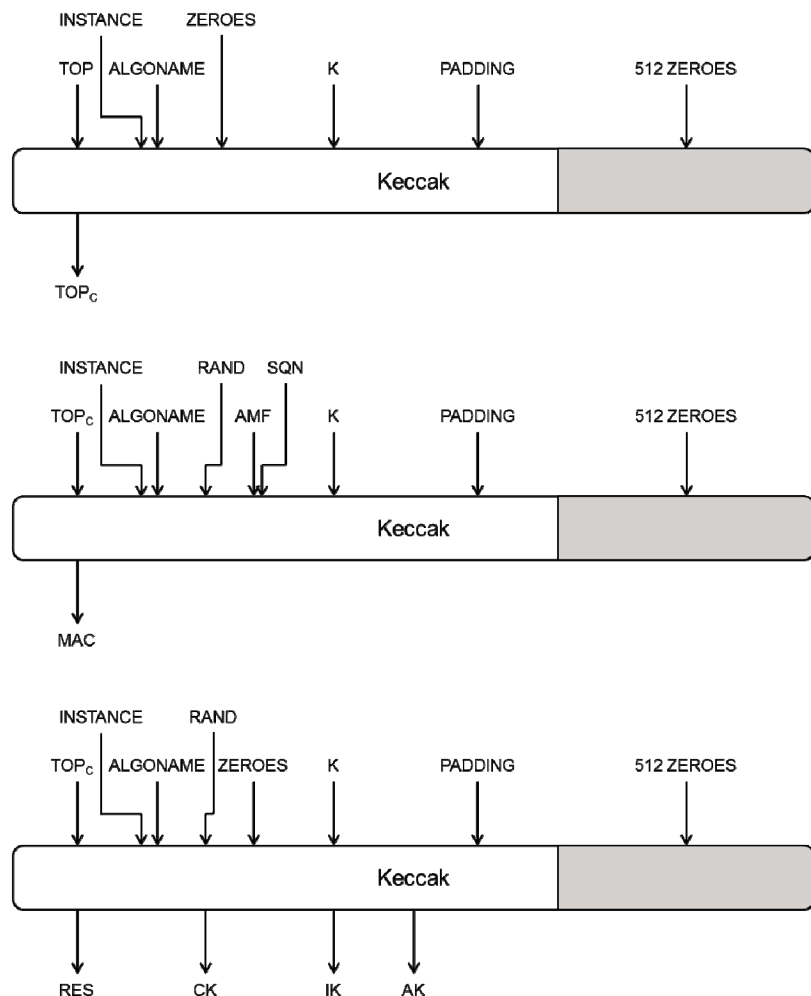 INSTANCE ZEROES
TOP ALGONAME K PADDING 512 ZEROES
Keccak
TOPC
INSTANCE RAND SQN
TOPC ALGONAME AMF K PADDING 512 ZEROES
Keccak
MAC
INSTANCE RAND
TOPC ALGONAME ZEROES K PADDING 512 ZEROES
Keccak
RES CK IK AK